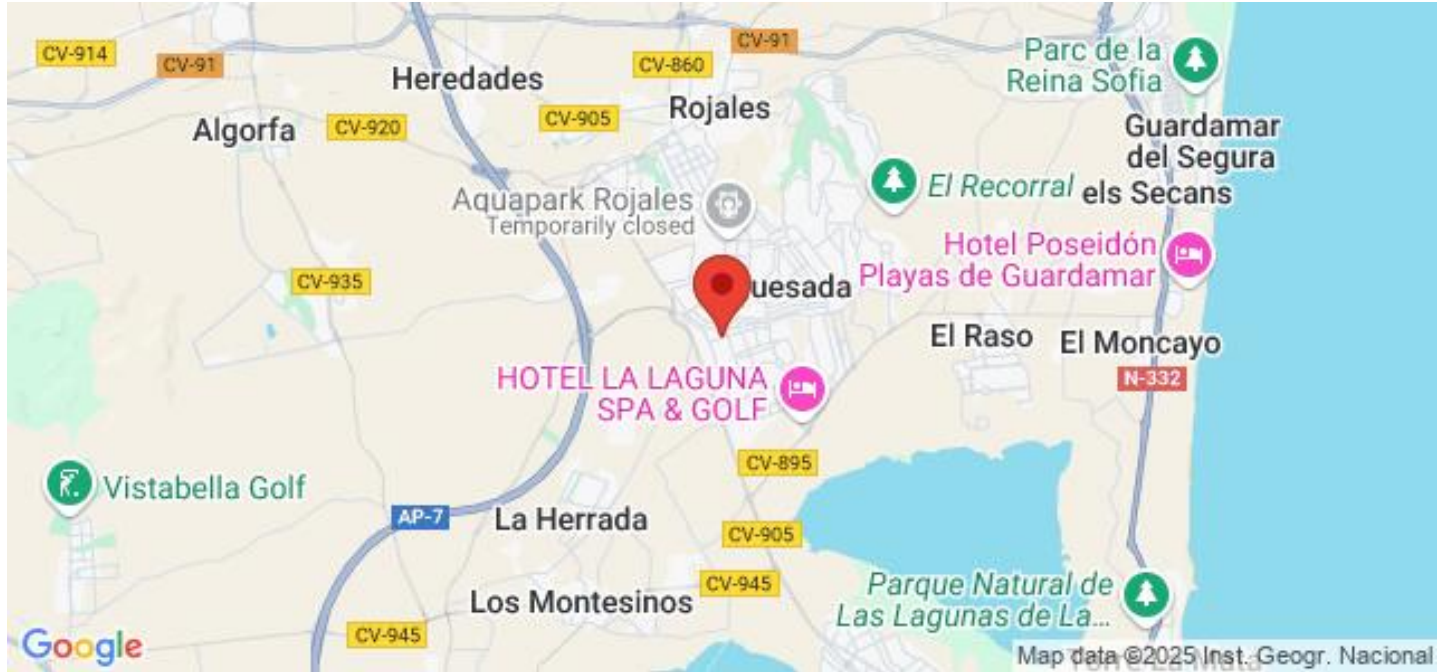 CV-914
CV-91
CV-91
CV-860
Heredades
Rojales
Parc de la
Reina Sofia
Algorfa
CV-920
CV-905
Guardamar
del Segura
Aquapark Rojales
Temporarily closed
El Recorral
els Secans
Hotel Poseidón
Playas de Guardamar
CV-935
uesada
El Raso
El Moncayo
N-332
HOTEL LA LAGUNA
SPA & GOLF
CV-895
Vistabella Golf
AP-7
La Herrada
CV-905
CV-945
Los Montesinos
Parque Natural de
Las Lagunas de La...
CV-945
Google
Map data ©2025 Inst. Geogr. Nacional